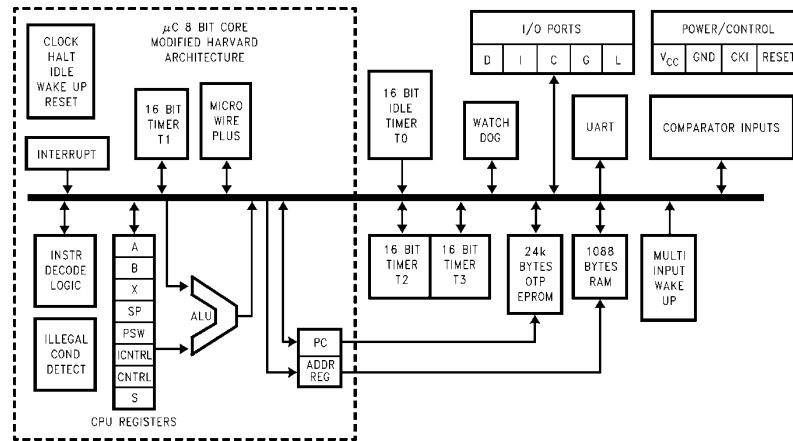 μC 8 BIT CORE
MODIFIED HARVARD
ARCHITECTURE
CLOCK
HALT
IDLE
WAKE UP
RESET
I/O PORTS
D I C G L
POWER/CONTROL
VCC GND CKI RESET
INTERRUPT
16 BIT
TIMER
T1
MICRO
WIRE
PLUS
16 BIT
IDLE
TIMER
T0
WATCH
DOG
UART
COMPARATOR INPUTS
INSTR
DECODE
LOGIC
ILLEGAL
COND
DETECT
A
B
X
SP
PSW
ICNTRL
CNTRL
S
CPU REGISTERS
ALU
PC
ADDR
REG
16 BIT
TIMER
T2
16 BIT
TIMER
T3
24k
BYTES
OTP
EPROM
1088
BYTES
RAM
MULTI
INPUT
WAKE
UP